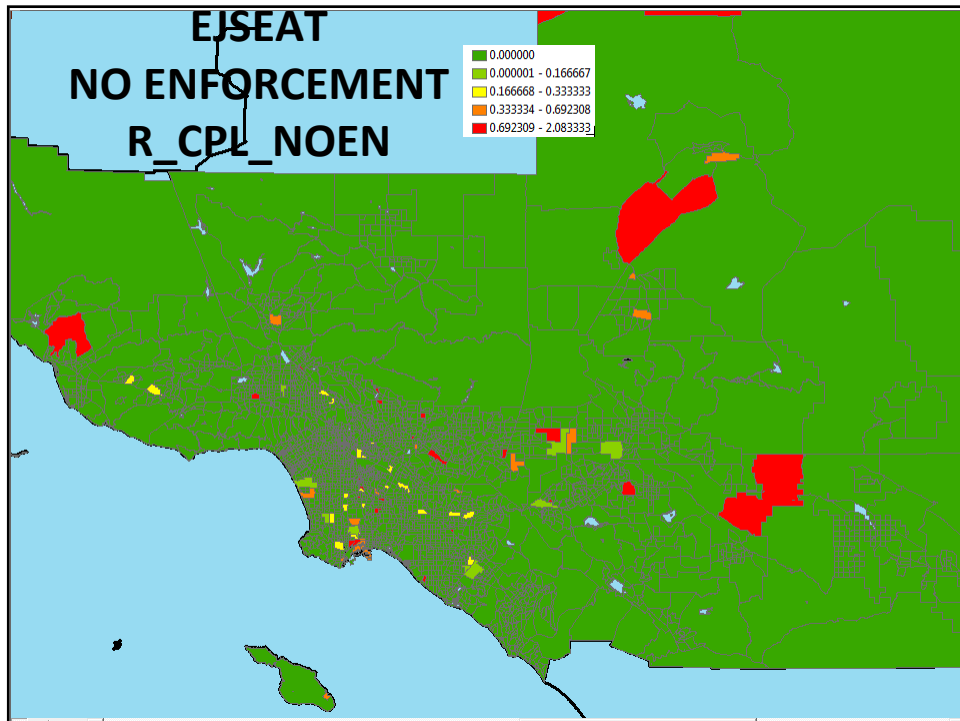 EJSEAT
NO ENFORCEMENT
R_CPL_NOEN
0.000000
0.000001 - 0.166667
0.166668 - 0.333333
0.333334 - 0.692308
0.692309 - 2.083333